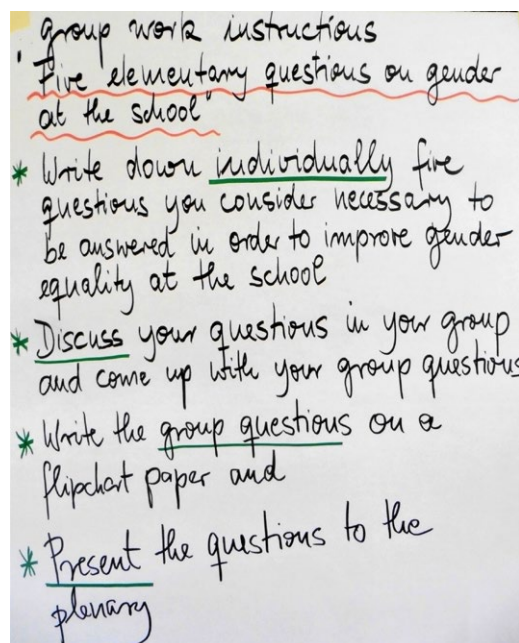 group work instructions
"Five elementary questions on gender
at the school"
* Write down individually five
questions you consider necessary to
be answered in order to improve gender
equality at the school
* Discuss your questions in your group
and come up with your group questions
* Write the group questions on a
flipchart paper and
* Present the questions to the
plenary